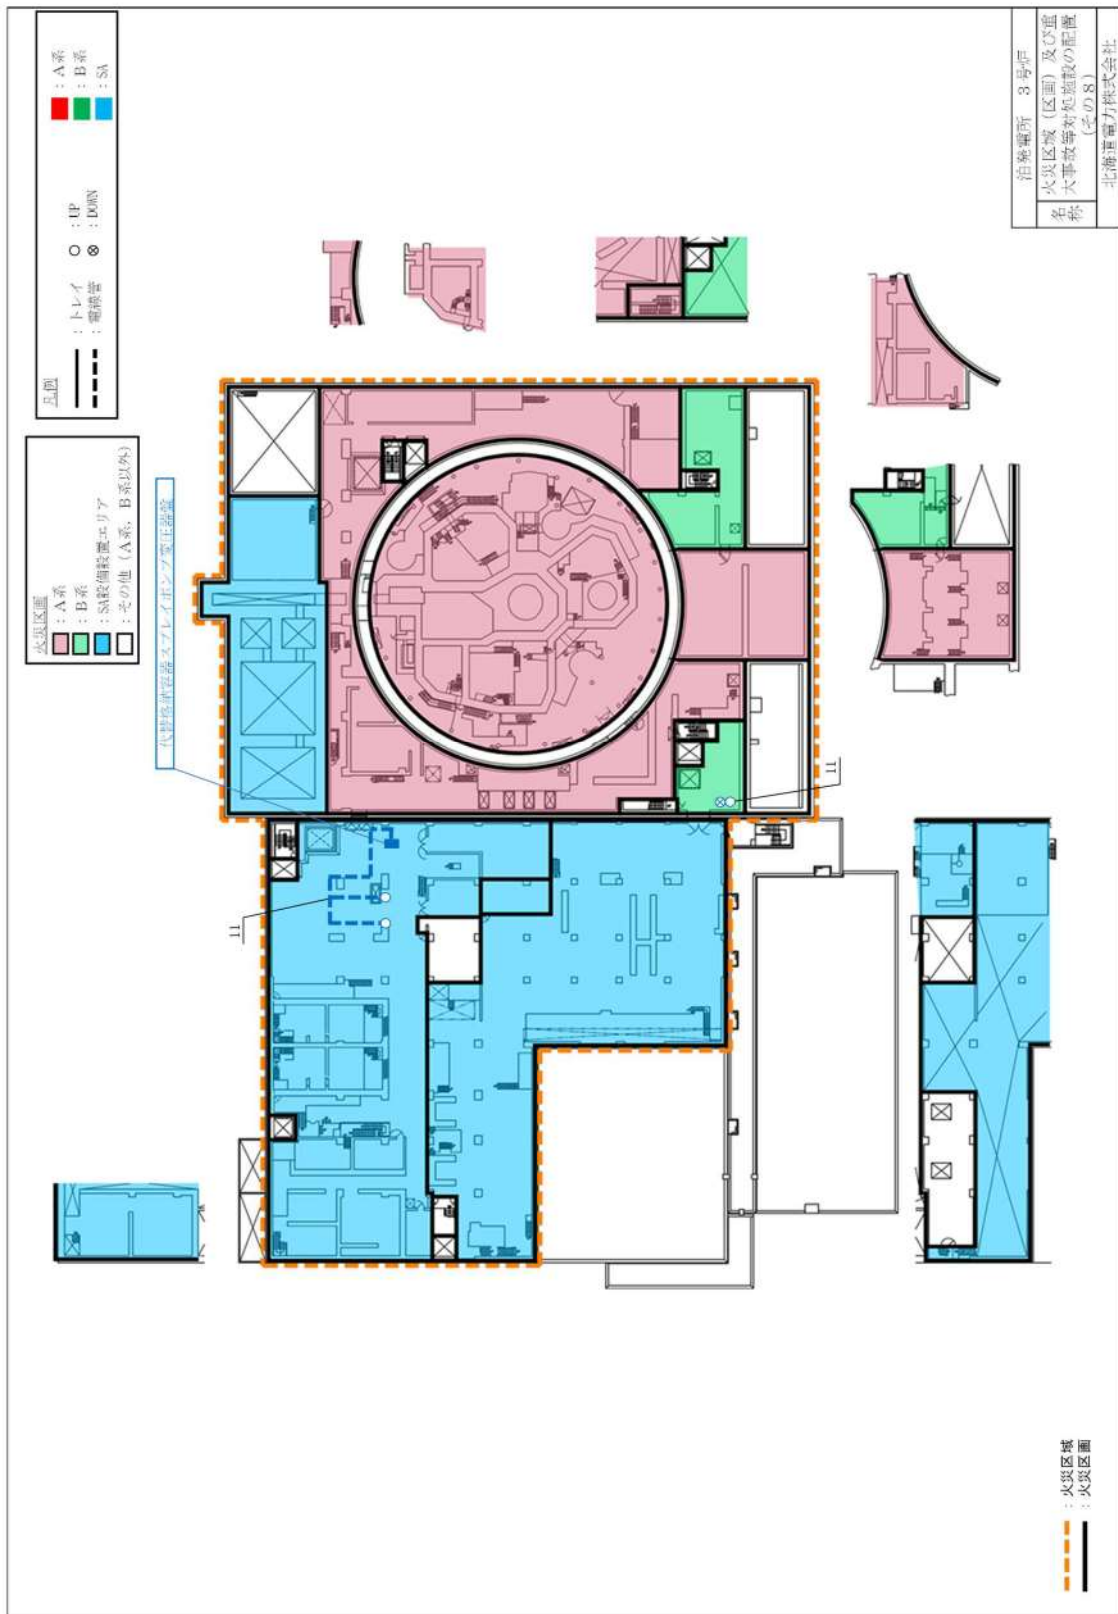 凡例
：トレイ ○：UP ：A系
：電線管 ⊗：DOWN ：B系
：SA
火災区画
：A系
：B系
：SA設備設置エリア
：その他（A系，B系以外）
代替格納容器スプレイポンプ変圧器盤
11
11
：火災区域
：火災区画
泊発電所 3号炉
名称
火災区域（区画）及び重
大事故等対処施設の配置
（その8）
北海道電力株式会社